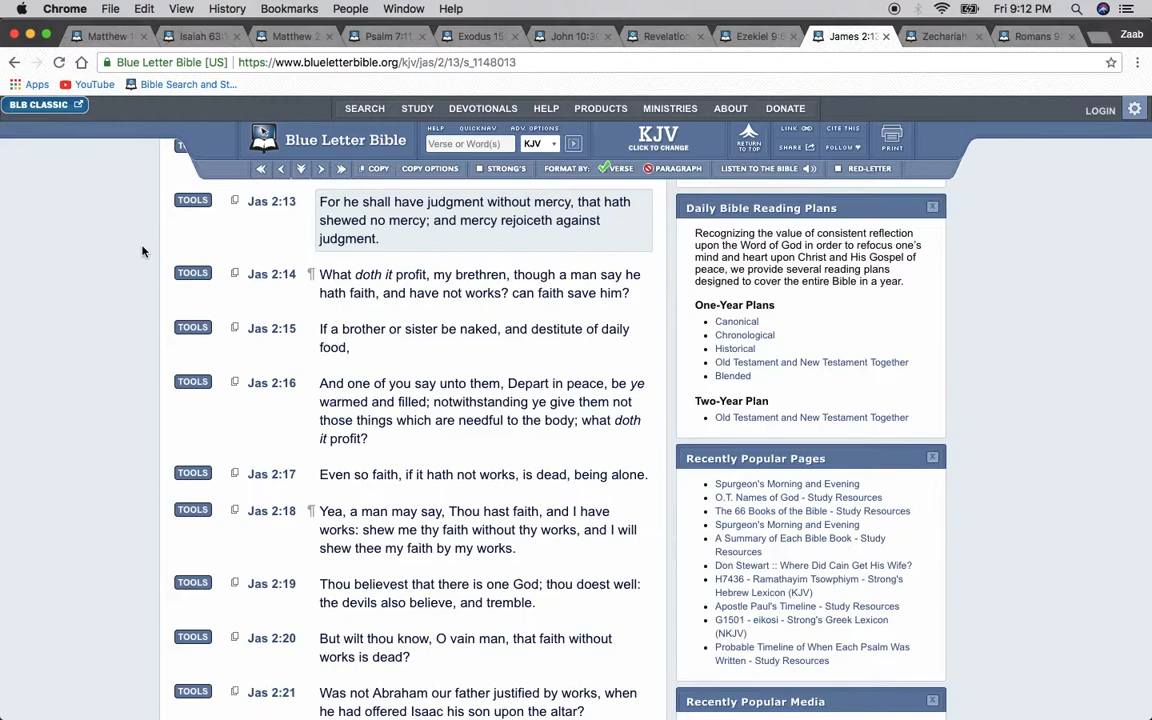 Chrome File Edit View History Bookmarks People Window Help Fri 9:12 PM
Matthew 1 Isaiah 63:1 Matthew 2 Psalm 7:11 Exodus 15: John 10:30 Revelatio Ezekiel 9:6 James 2:13 Zechariah Romans 9: Zaab
Blue Letter Bible [US] https://www.blueletterbible.org/kjv/jas/2/13/s_1148013
Apps YouTube Bible Search and St...
BLB CLASSIC
SEARCH STUDY DEVOTIONALS HELP PRODUCTS MINISTRIES ABOUT DONATE LOGIN
Blue Letter Bible
HELP QUICKNAV ADV. OPTIONS
Verse or Word(s) KJV
KJV
CLICK TO CHANGE
RETURN
TO TOP
LINK CITE THIS
SHARE FOLLOW
PRINT
COPY COPY OPTIONS STRONG'S FORMAT BY: VERSE PARAGRAPH LISTEN TO THE BIBLE RED-LETTER
TOOLS Jas 2:13 For he shall have judgment without mercy, that hath
shewed no mercy; and mercy rejoiceth against
judgment.
TOOLS Jas 2:14 ¶ What doth it profit, my brethren, though a man say he
hath faith, and have not works? can faith save him?
TOOLS Jas 2:15 If a brother or sister be naked, and destitute of daily
food,
TOOLS Jas 2:16 And one of you say unto them, Depart in peace, be ye
warmed and filled; notwithstanding ye give them not
those things which are needful to the body; what doth
it profit?
TOOLS Jas 2:17 Even so faith, if it hath not works, is dead, being alone.
TOOLS Jas 2:18 ¶ Yea, a man may say, Thou hast faith, and I have
works: shew me thy faith without thy works, and I will
shew thee my faith by my works.
TOOLS Jas 2:19 Thou believest that there is one God; thou doest well:
the devils also believe, and tremble.
TOOLS Jas 2:20 But wilt thou know, O vain man, that faith without
works is dead?
TOOLS Jas 2:21 Was not Abraham our father justified by works, when
he had offered Isaac his son upon the altar?
Daily Bible Reading Plans
Recognizing the value of consistent reflection
upon the Word of God in order to refocus one's
mind and heart upon Christ and His Gospel of
peace, we provide several reading plans
designed to cover the entire Bible in a year.
One-Year Plans
Canonical
Chronological
Historical
Old Testament and New Testament Together
Blended
Two-Year Plan
Old Testament and New Testament Together
Recently Popular Pages
Spurgeon's Morning and Evening
O.T. Names of God - Study Resources
The 66 Books of the Bible - Study Resources
Spurgeon's Morning and Evening
A Summary of Each Bible Book - Study
Resources
Don Stewart :: Where Did Cain Get His Wife?
H7436 - Ramathayim Tsowphiym - Strong's
Hebrew Lexicon (KJV)
Apostle Paul's Timeline - Study Resources
G1501 - eikosi - Strong's Greek Lexicon
(NKJV)
Probable Timeline of When Each Psalm Was
Written - Study Resources
Recently Popular Media